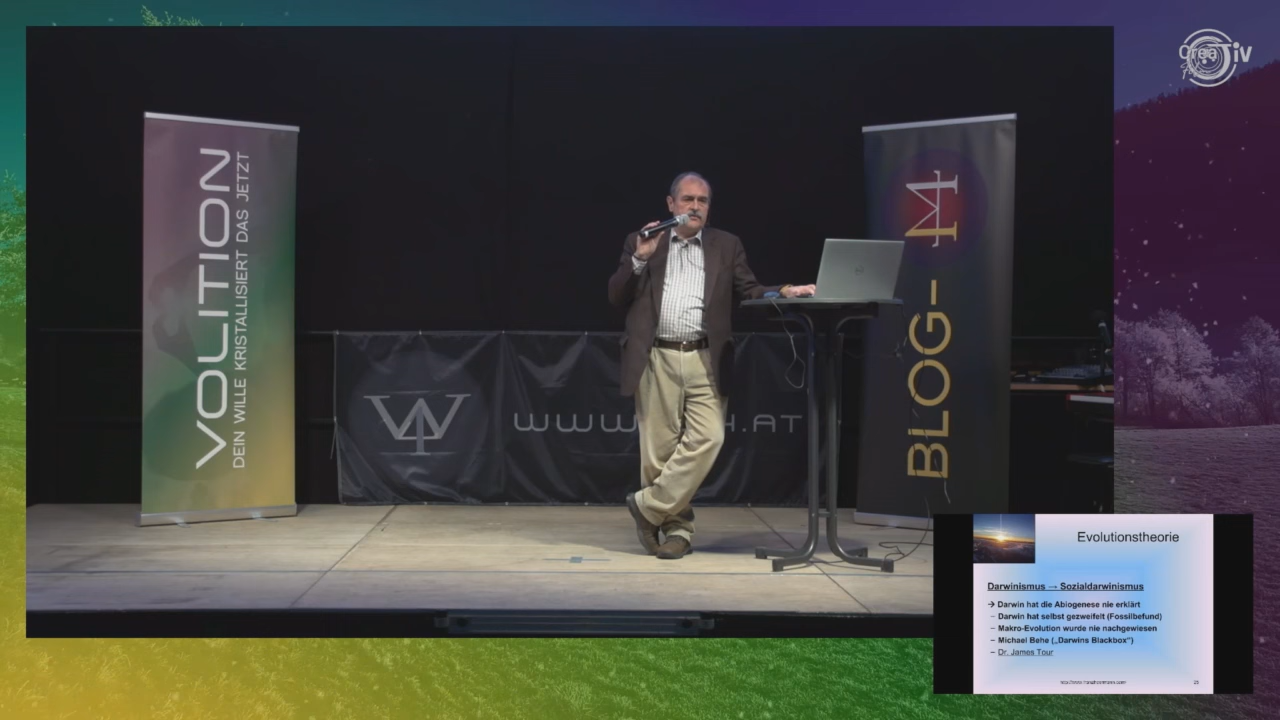 CreaTiv
VOLITION
DEIN WILLE KRISTALLISIERT DAS JETZT
BLOG-M
Evolutionstheorie
Darwinismus → Sozialdarwinismus
→ Darwin hat die Abiogenese nie erklärt
– Darwin hat selbst gezweifelt (Fossilbefund)
– Makro-Evolution wurde nie nachgewiesen
– Michael Behe („Darwins Blackbox")
– Dr. James Tour